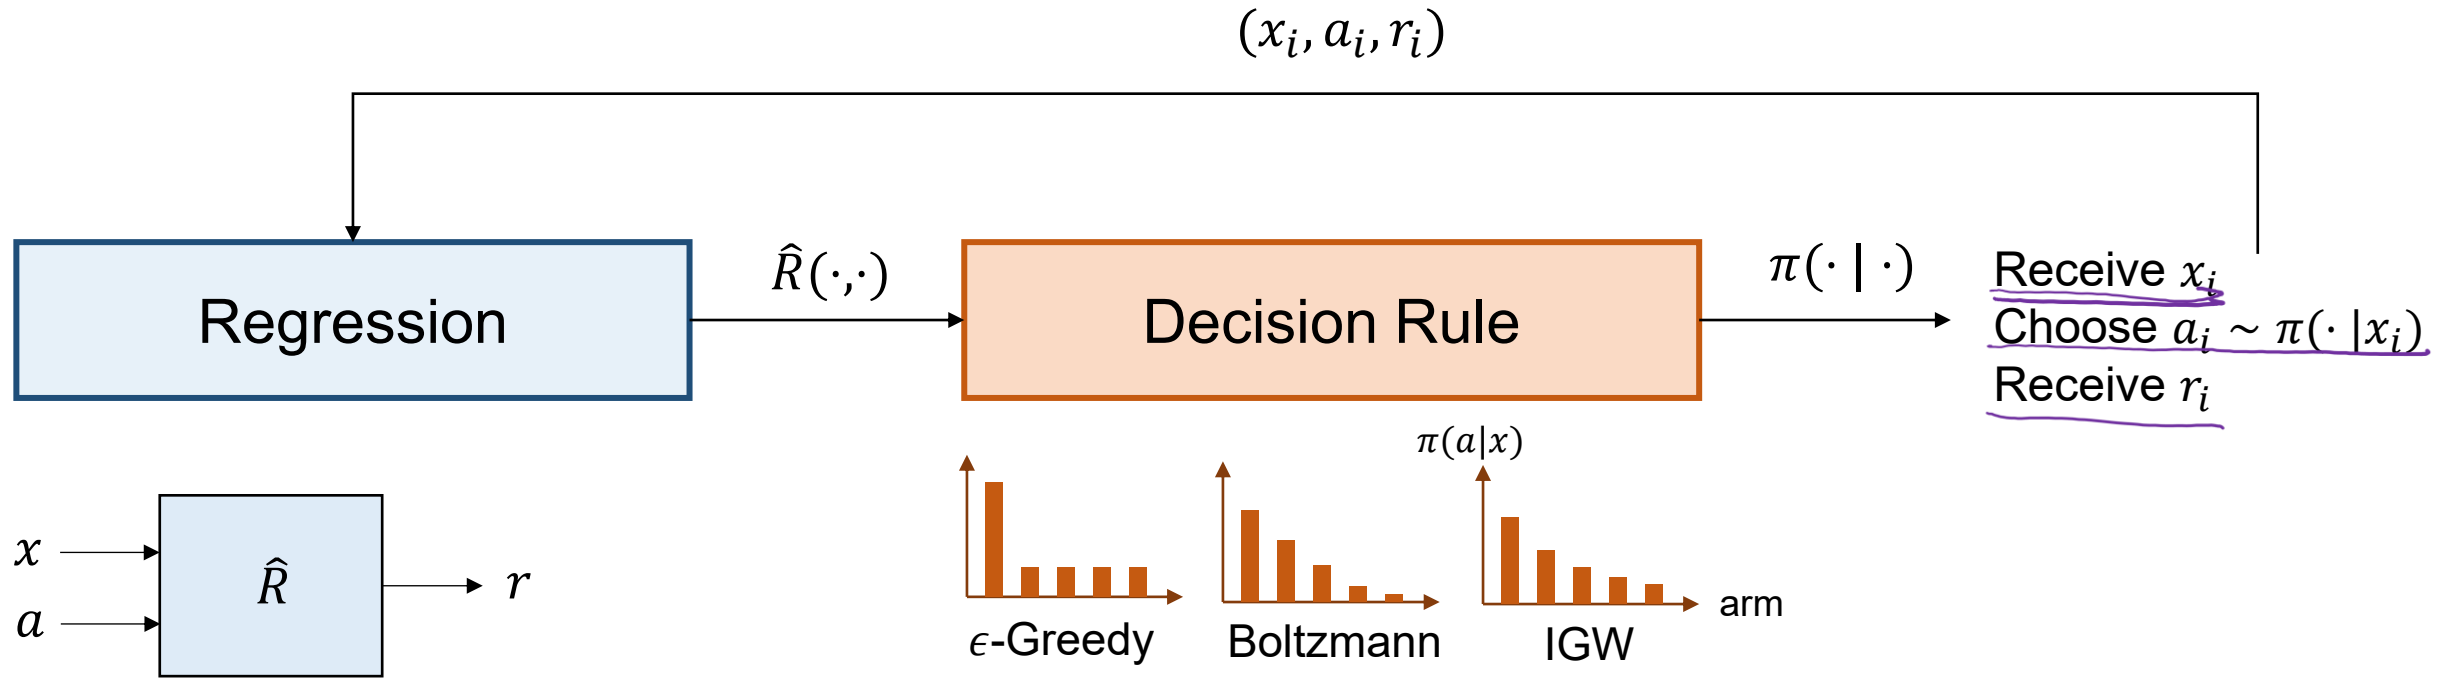 (x_i, a_i, r_i)
Regression
R̂(·,·)
Decision Rule
π(· | ·)
Receive x_i
Choose a_i ~ π(· |x_i)
Receive r_i
x
a
R̂
r
π(a|x)
arm
ϵ-Greedy
Boltzmann
IGW